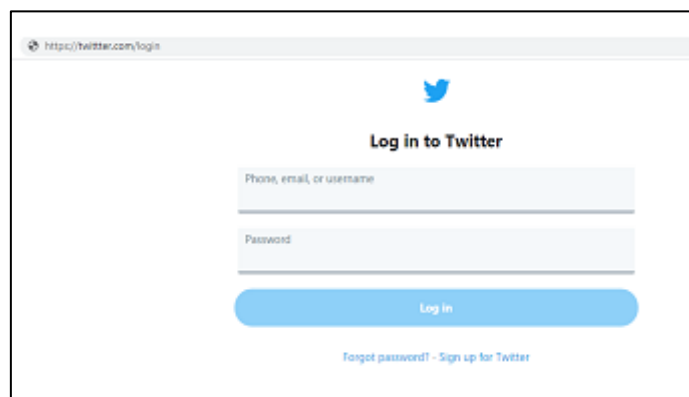 https://twittter.com/login
Log in to Twitter
Phone, email, or username
Password
Log in
Forgot password? · Sign up for Twitter